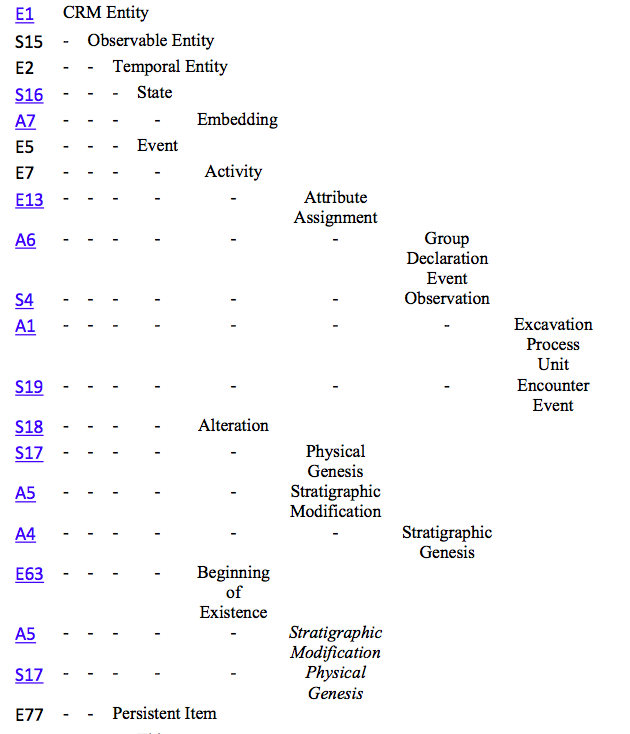 E1 CRM Entity
S15 - Observable Entity
E2 - - Temporal Entity
S16 - - - State
A7 - - - - Embedding
E5 - - - Event
E7 - - - - Activity
E13 - - - - - Attribute
Assignment
A6 - - - - - - Group
Declaration
Event
S4 - - - - - - Observation
A1 - - - - - - - Excavation
Process
Unit
S19 - - - - - - - Encounter
Event
S18 - - - - Alteration
S17 - - - - - Physical
Genesis
A5 - - - - - Stratigraphic
Modification
A4 - - - - - - Stratigraphic
Genesis
E63 - - - - Beginning
of
Existence
A5 - - - - - Stratigraphic
Modification
S17 - - - - - Physical
Genesis
E77 - - Persistent Item